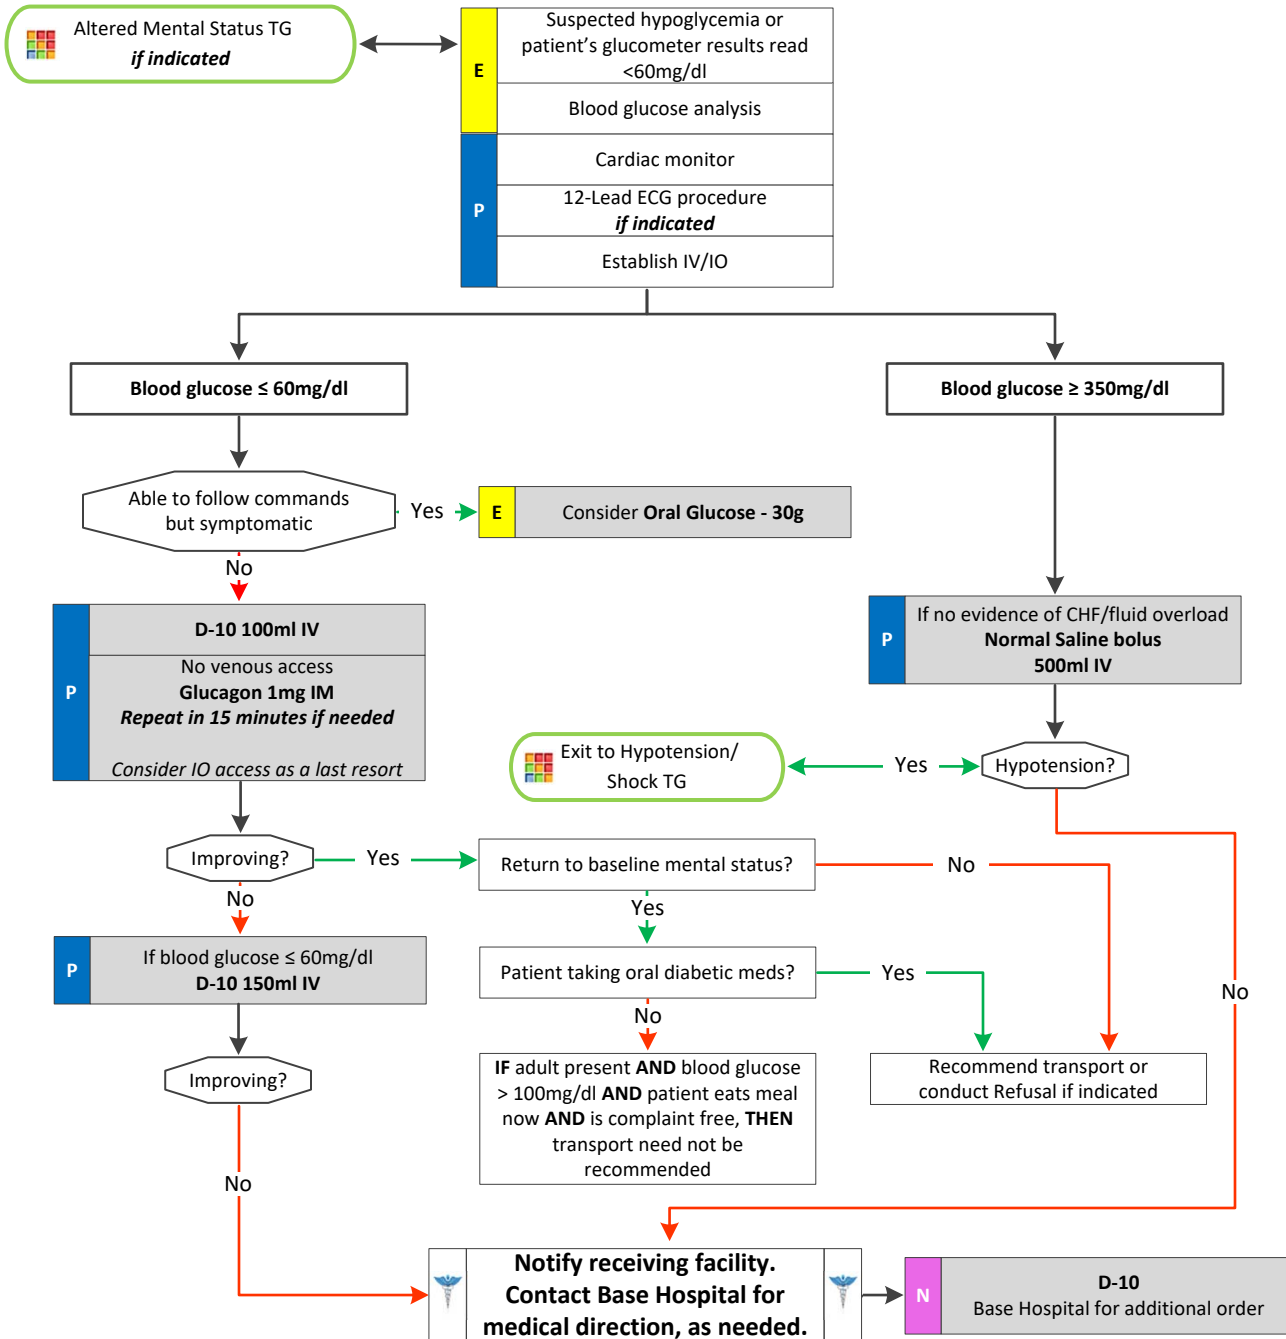 Altered Mental Status TG
if indicated
E
Suspected hypoglycemia or
patient's glucometer results read
<60mg/dl
Blood glucose analysis
P
Cardiac monitor
12-Lead ECG procedure
if indicated
Establish IV/IO
Blood glucose ≤ 60mg/dl
Blood glucose ≥ 350mg/dl
Able to follow commands
but symptomatic
Yes
E
Consider Oral Glucose - 30g
No
P
D-10 100ml IV
No venous access
Glucagon 1mg IM
Repeat in 15 minutes if needed
Consider IO access as a last resort
P
If no evidence of CHF/fluid overload
Normal Saline bolus
500ml IV
Exit to Hypotension/
Shock TG
Yes
Hypotension?
Improving?
Yes
Return to baseline mental status?
No
No
Yes
P
If blood glucose ≤ 60mg/dl
D-10 150ml IV
Patient taking oral diabetic meds?
Yes
No
No
Improving?
IF adult present AND blood glucose
> 100mg/dl AND patient eats meal
now AND is complaint free, THEN
transport need not be
recommended
Recommend transport or
conduct Refusal if indicated
No
Notify receiving facility.
Contact Base Hospital for
medical direction, as needed.
N
D-10
Base Hospital for additional order